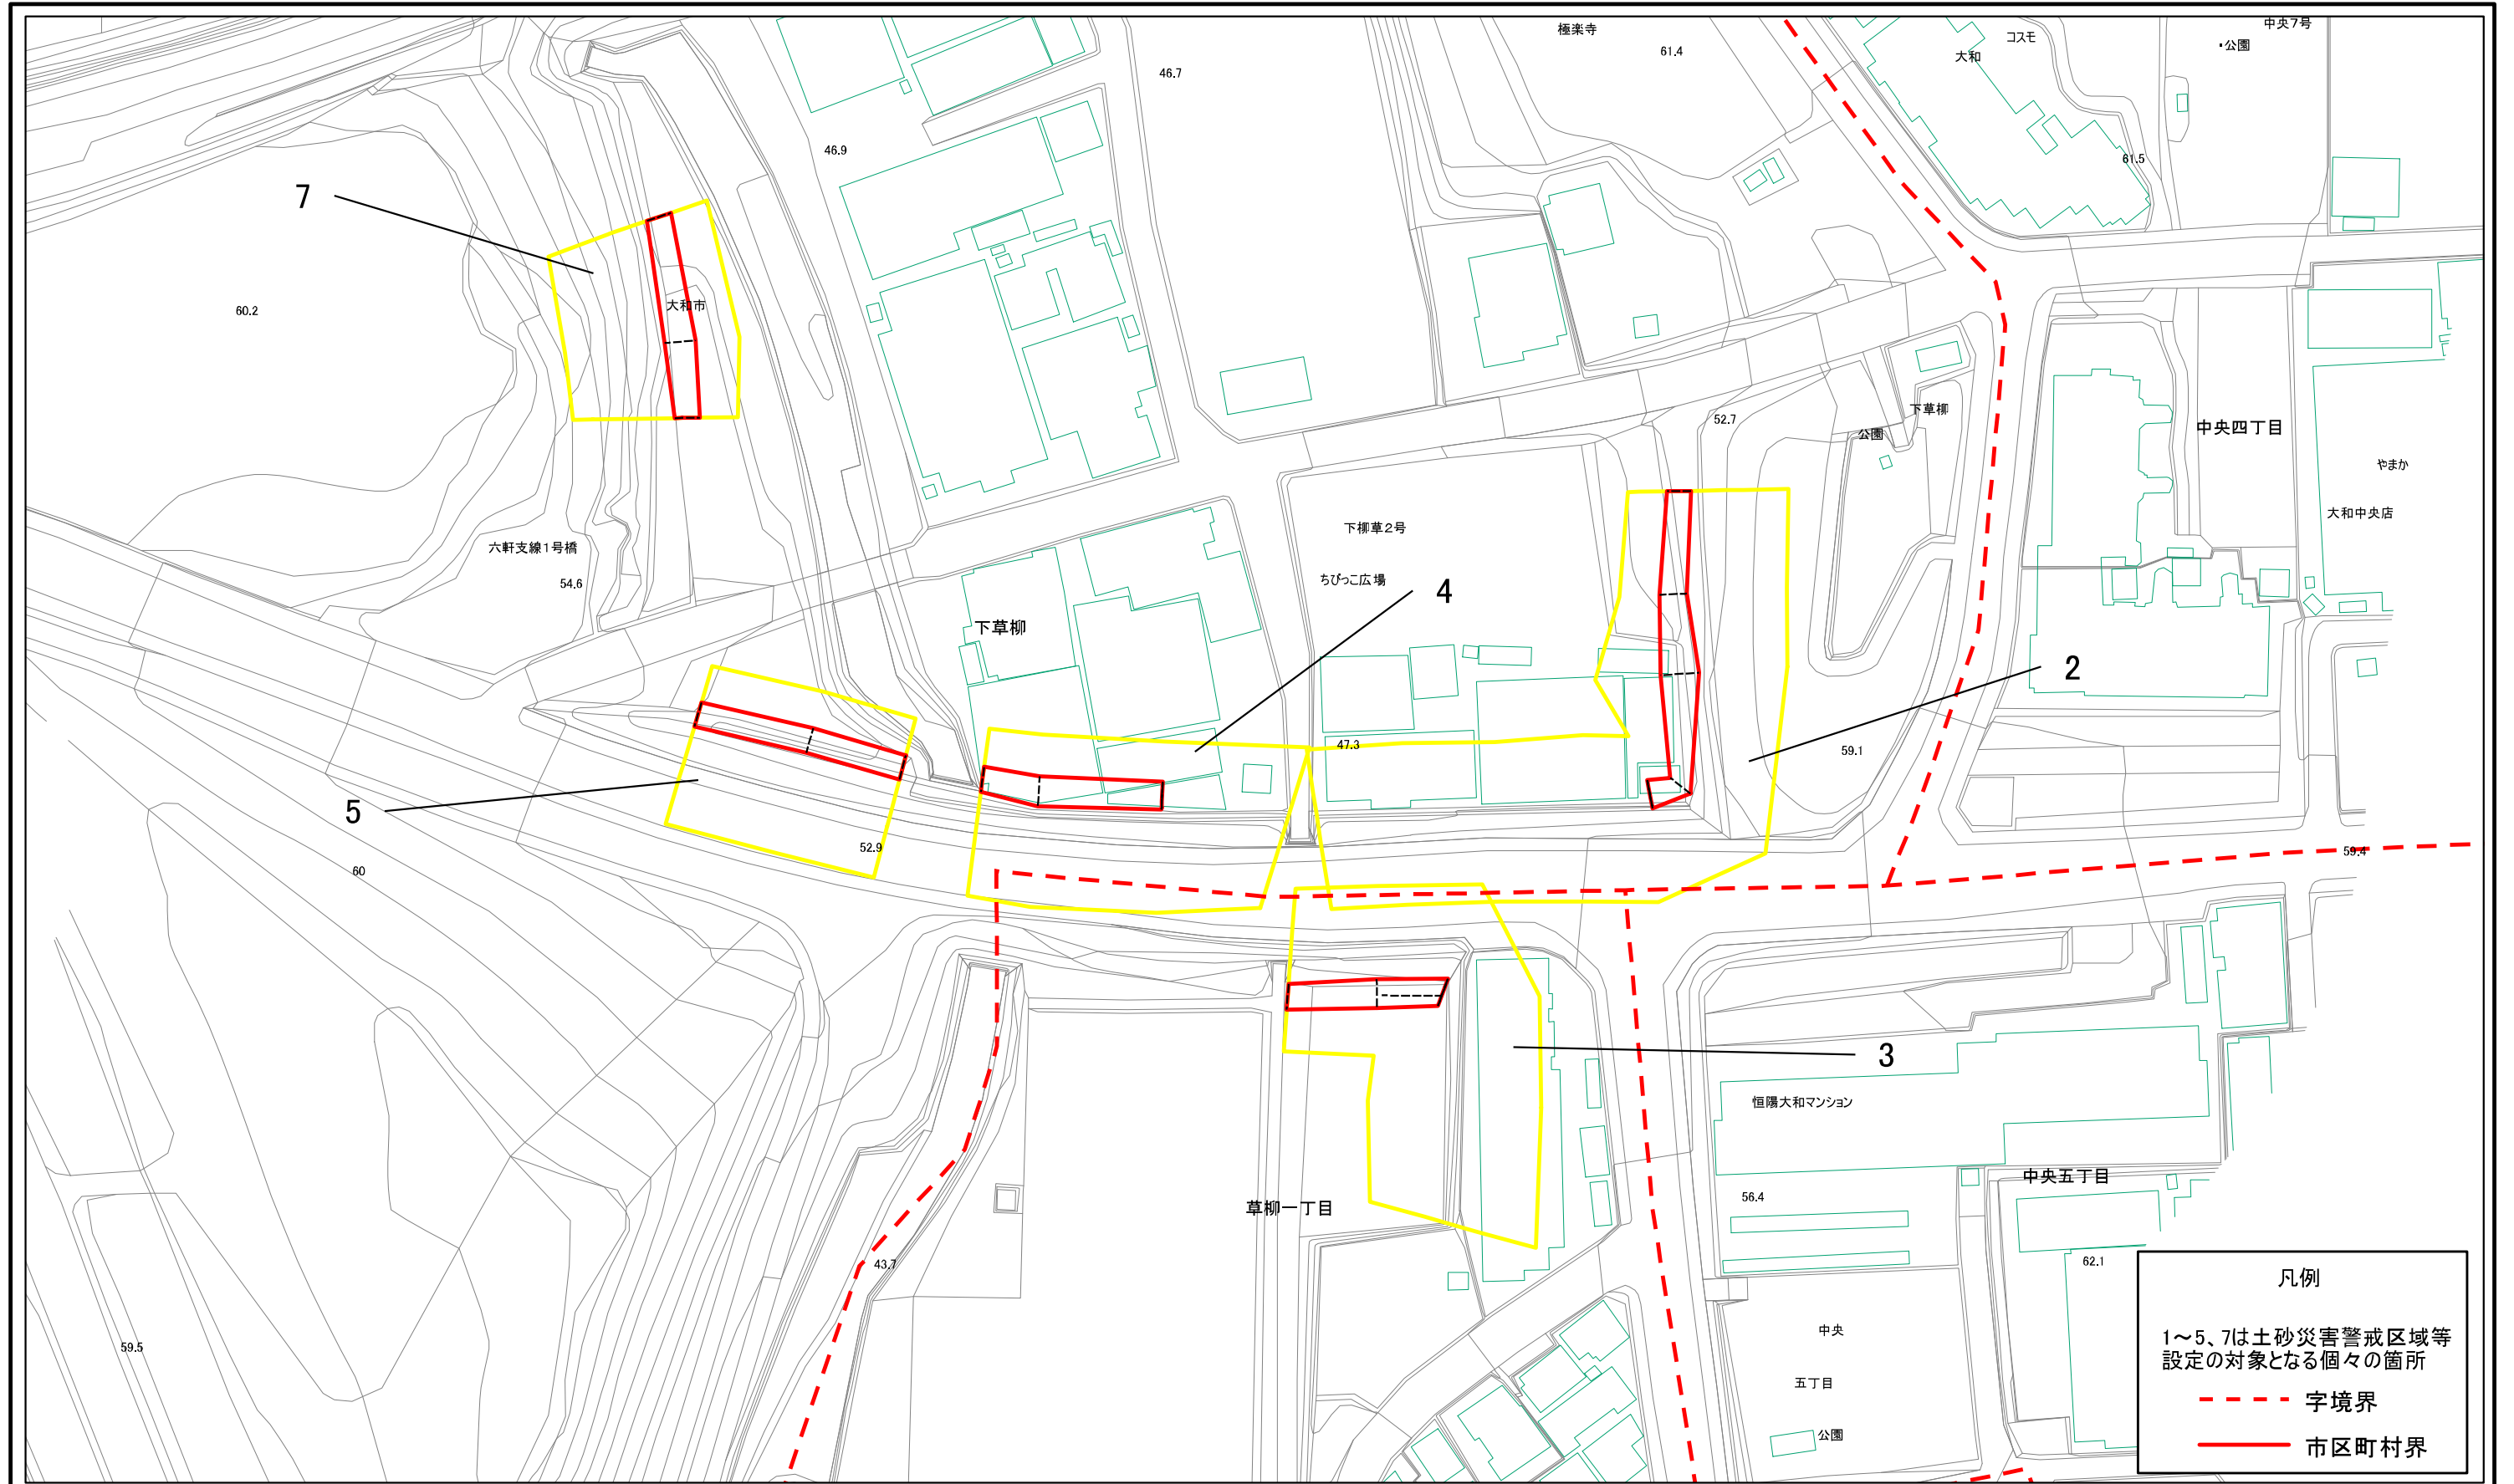 極楽寺
61.4
中央7号
・公園
コスモ
大和
46.7
46.9
61.5
7
60.2
大和市
52.7
下草柳
公園
中央四丁目
やまか
大和中央店
下柳草2号
ちびっこ広場
六軒支線1号橋
54.6
4
下草柳
2
47.3
59.1
5
52.9
60
59.4
3
恒陽大和マンション
中央五丁目
56.4
草柳一丁目
43.7
62.1
59.5
中央
五丁目
公園
凡例
1～5、7は土砂災害警戒区域等
設定の対象となる個々の箇所
字境界
市区町村界